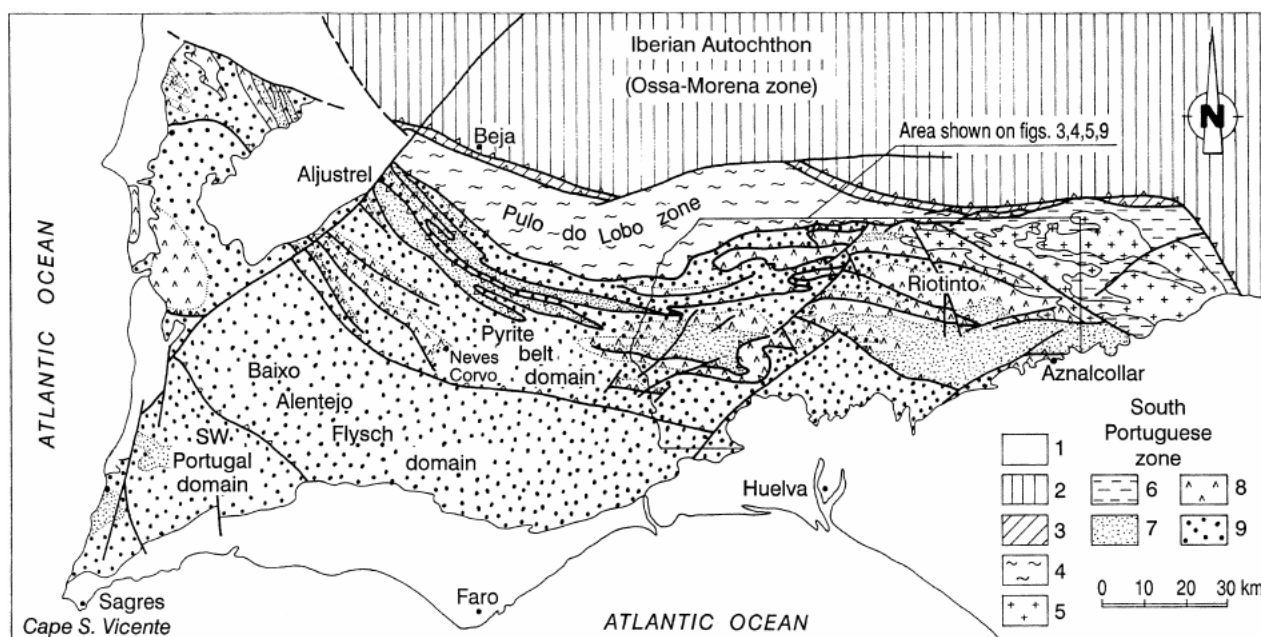 Iberian Autochthon
(Ossa-Morena zone)
N
Area shown on figs. 3,4,5,9
Beja
Aljustrel
Pulo do Lobo zone
Riotinto
ATLANTIC OCEAN
Pyrite
belt
domain
Neves
Corvo
Aznalcollar
Baixo
Alentejo
Flysch
domain
SW
Portugal
domain
South
Portuguese
zone
1
2
3
4
5
6
7
8
9
Huelva
0 10 20 30 km
Faro
Sagres
Cape S. Vicente
ATLANTIC OCEAN